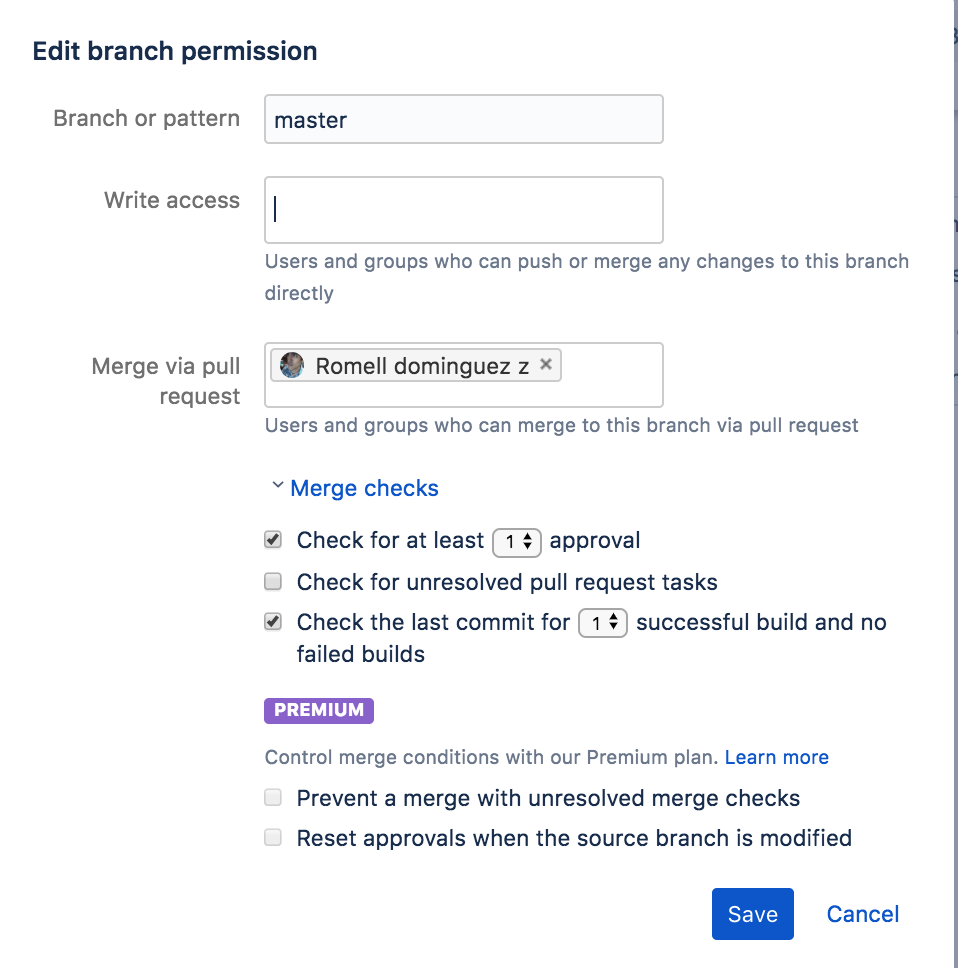 Edit branch permission
Branch or pattern
master
Write access
Users and groups who can push or merge any changes to this branch
directly
Merge via pull
request
Romell dominguez z ×
Users and groups who can merge to this branch via pull request
Merge checks
Check for at least 1 approval
Check for unresolved pull request tasks
Check the last commit for 1 successful build and no
failed builds
PREMIUM
Control merge conditions with our Premium plan. Learn more
Prevent a merge with unresolved merge checks
Reset approvals when the source branch is modified
Save Cancel